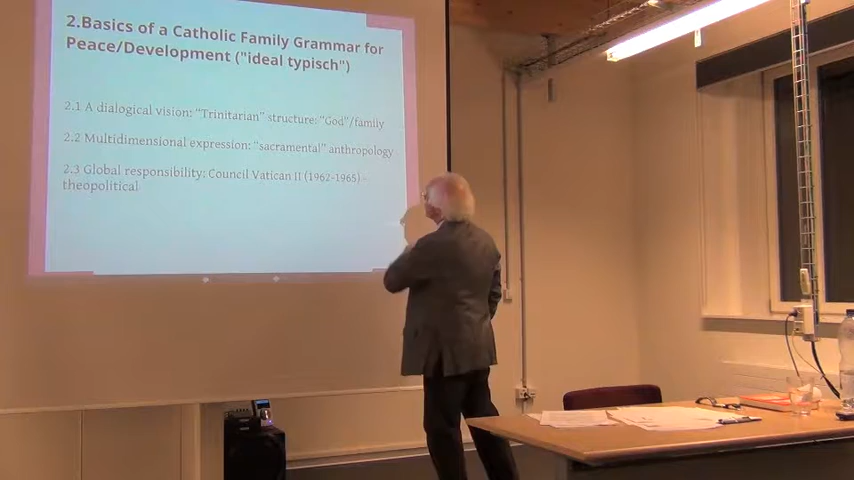 2.Basics of a Catholic Family Grammar for
Peace/Development ("ideal typisch")
2.1 A dialogical vision: "Trinitarian" structure: "God"/family
2.2 Multidimensional expression: "sacramental" anthropology
2.3 Global responsibility: Council Vatican II (1962-1965) -
theopolitical